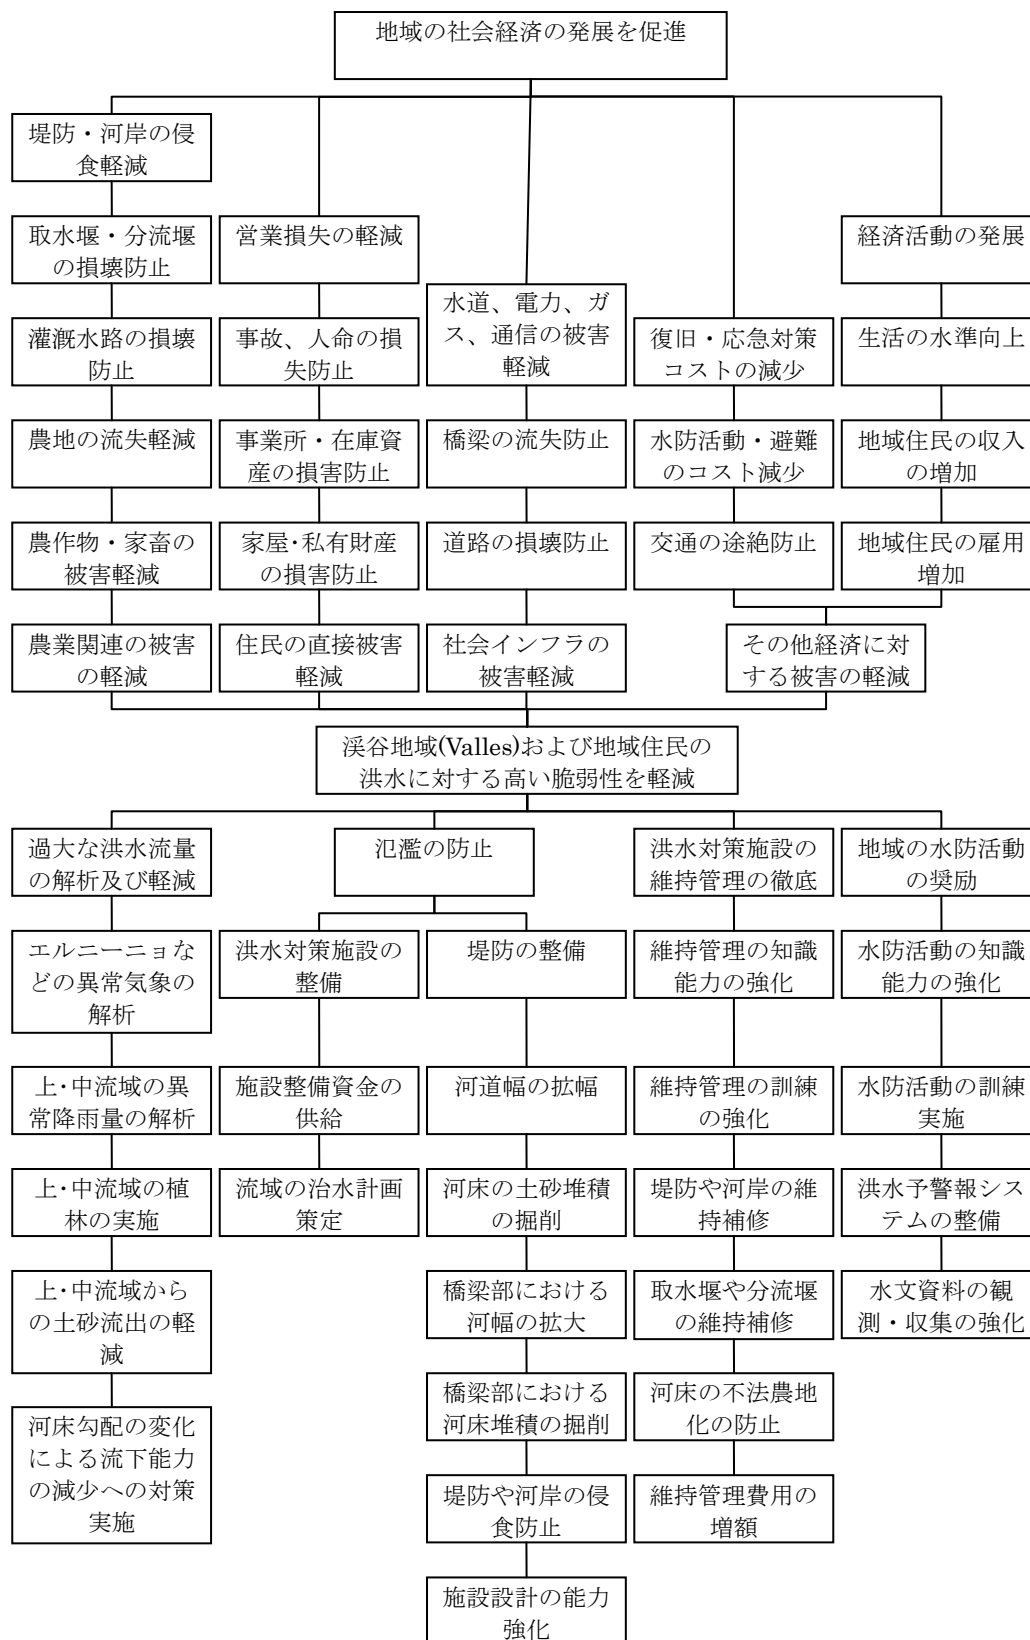 地域の社会経済の発展を促進
堤防・河岸の侵
食軽減
取水堰・分流堰
の損壊防止
灌漑水路の損壊
防止
農地の流失軽減
農作物・家畜の
被害軽減
農業関連の被害
の軽減
営業損失の軽減
事故、人命の損
失防止
事業所・在庫資
産の損害防止
家屋･私有財産
の損害防止
住民の直接被害
軽減
水道、電力、ガ
ス、通信の被害
軽減
橋梁の流失防止
道路の損壊防止
社会インフラの
被害軽減
復旧・応急対策
コストの減少
水防活動・避難
のコスト減少
交通の途絶防止
経済活動の発展
生活の水準向上
地域住民の収入
の増加
地域住民の雇用
増加
その他経済に対
する被害の軽減
渓谷地域(Valles)および地域住民の
洪水に対する高い脆弱性を軽減
過大な洪水流量
の解析及び軽減
エルニーニョな
どの異常気象の
解析
上･中流域の異
常降雨量の解析
上･中流域の植
林の実施
上･中流域から
の土砂流出の軽
減
河床勾配の変化
による流下能力
の減少への対策
実施
氾濫の防止
洪水対策施設の
整備
施設整備資金の
供給
流域の治水計画
策定
堤防の整備
河道幅の拡幅
河床の土砂堆積
の掘削
橋梁部における
河幅の拡大
橋梁部における
河床堆積の掘削
堤防や河岸の侵
食防止
施設設計の能力
強化
洪水対策施設の
維持管理の徹底
維持管理の知識
能力の強化
維持管理の訓練
の強化
堤防や河岸の維
持補修
取水堰や分流堰
の維持補修
河床の不法農地
化の防止
維持管理費用の
増額
地域の水防活動
の奨励
水防活動の知識
能力の強化
水防活動の訓練
実施
洪水予警報シス
テムの整備
水文資料の観
測・収集の強化